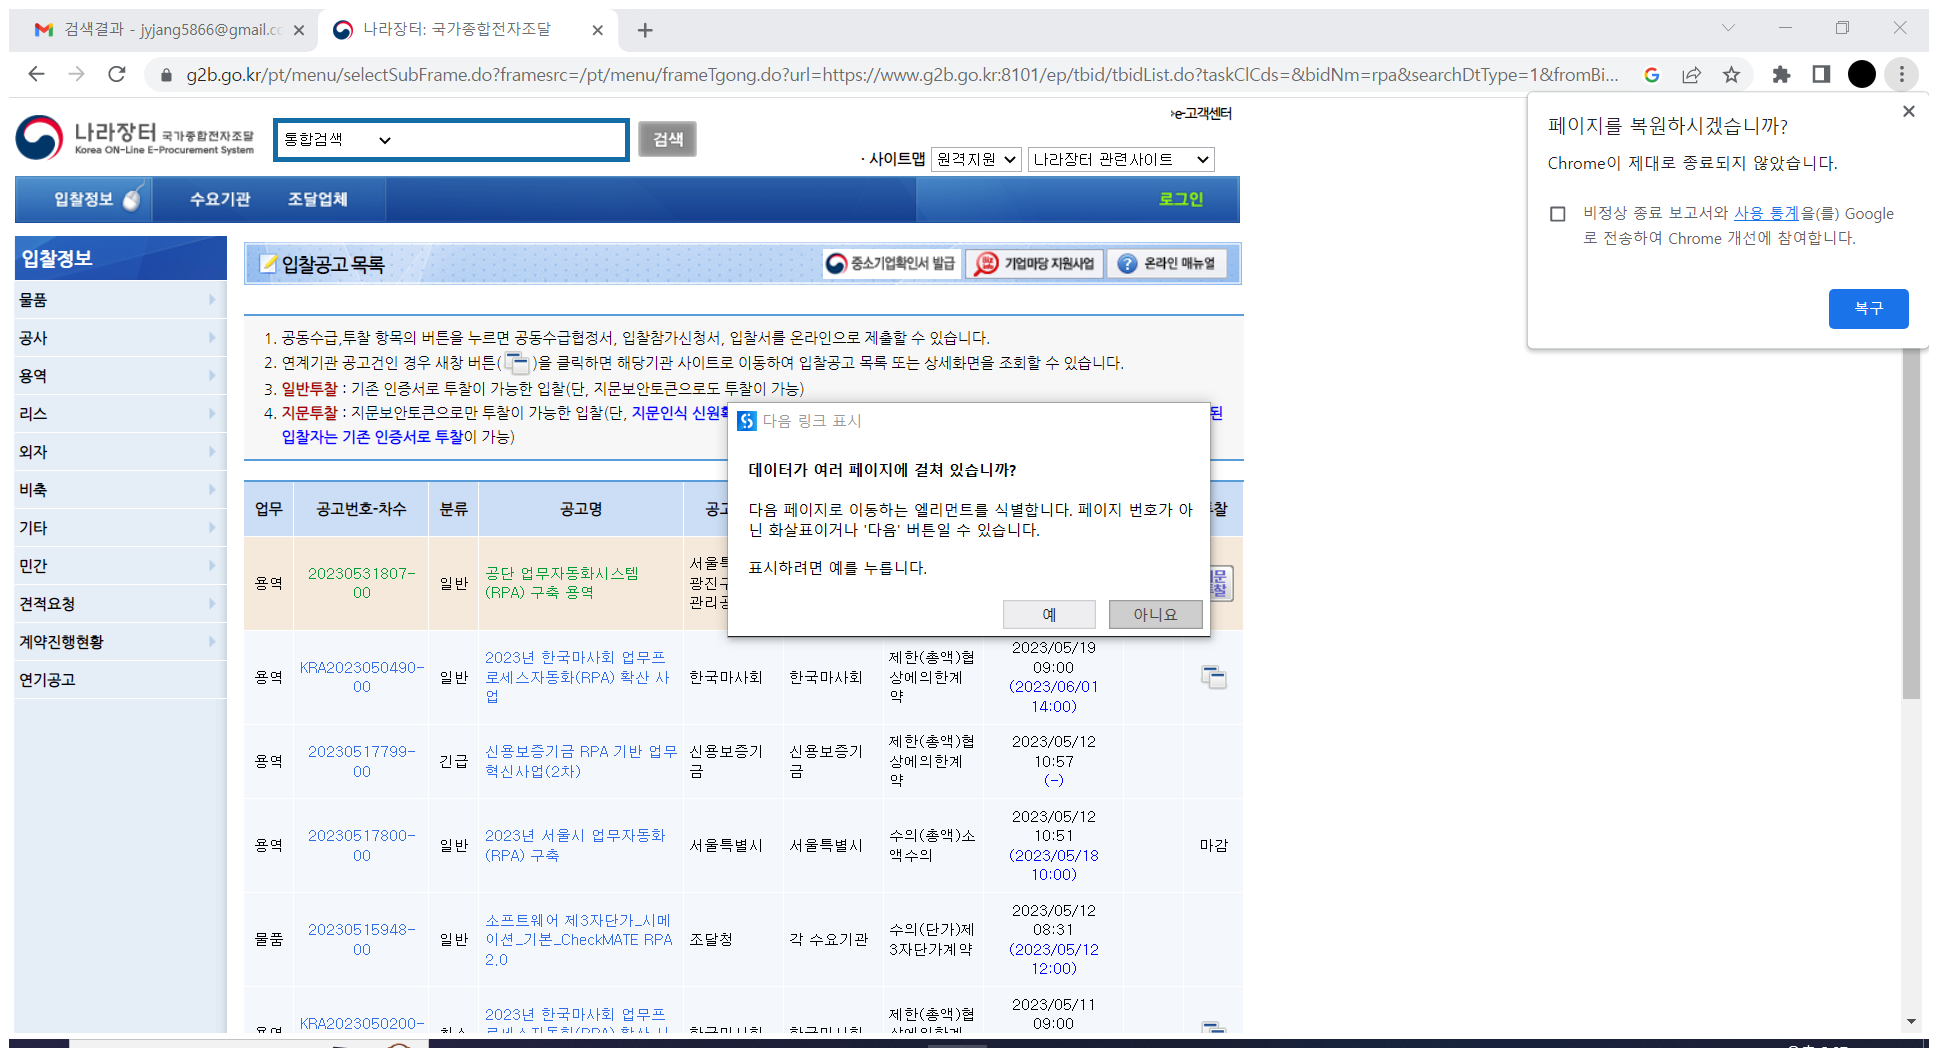 검색결과 - jyjang5866@gmail.cc
나라장터: 국가종합전자조달
g2b.go.kr/pt/menu/selectSubFrame.do?framesrc=/pt/menu/frameTgong.do?url=https://www.g2b.go.kr:8101/ep/tbid/tbidList.do?taskClCds=&bidNm=rpa&searchDtType=1&fromBi...
페이지를 복원하시겠습니까?
Chrome이 제대로 종료되지 않았습니다.
비정상 종료 보고서와 사용 통계을(를) Google
로 전송하여 Chrome 개선에 참여합니다.
복구
e-고객센터
나라장터 국가종합전자조달
Korea ON-Line E-Procurement System
통합검색
검색
· 사이트맵
원격지원
나라장터 관련사이트
입찰정보
수요기관
조달업체
로그인
입찰정보
물품
공사
용역
리스
외자
비축
기타
민간
견적요청
계약진행현황
연기공고
입찰공고 목록
중소기업확인서 발급
기업마당 지원사업
온라인 매뉴얼
1. 공동수급,투찰 항목의 버튼을 누르면 공동수급협정서, 입찰참가신청서, 입찰서를 온라인으로 제출할 수 있습니다.
2. 연계기관 공고건인 경우 새창 버튼( )을 클릭하면 해당기관 사이트로 이동하여 입찰공고 목록 또는 상세화면을 조회할 수 있습니다.
3. 일반투찰 : 기존 인증서로 투찰이 가능한 입찰(단, 지문보안토큰으로도 투찰이 가능)
4. 지문투찰 : 지문보안토큰으로만 투찰이 가능한 입찰(단, 지문인식 신원확 된
입찰자는 기존 인증서로 투찰이 가능)
다음 링크 표시
데이터가 여러 페이지에 걸쳐 있습니까?
다음 페이지로 이동하는 엘리먼트를 식별합니다. 페이지 번호가 아
닌 화살표이거나 '다음' 버튼일 수 있습니다.
표시하려면 예를 누릅니다.
예
아니요
업무 공고번호-차수 분류 공고명 공고 찰
용역
20230531807-
00
일반
공단 업무자동화시스템
(RPA) 구축 용역
서울특
광진구
관리공
문
찰
용역
KRA2023050490-
00
일반
2023년 한국마사회 업무프
로세스자동화(RPA) 확산 사
업
한국마사회
한국마사회
제한(총액)협
상에의한계
약
2023/05/19
09:00
(2023/06/01
14:00)
용역
20230517799-
00
긴급
신용보증기금 RPA 기반 업무
혁신사업(2차)
신용보증기
금
신용보증기
금
제한(총액)협
상에의한계
약
2023/05/12
10:57
(-)
용역
20230517800-
00
일반
2023년 서울시 업무자동화
(RPA) 구축
서울특별시
서울특별시
수의(총액)소
액수의
2023/05/12
10:51
(2023/05/18
10:00)
마감
물품
20230515948-
00
일반
소프트웨어 제3자단가_시메
이션_기본_CheckMATE RPA
2.0
조달청
각 수요기관
수의(단가)제
3자단가계약
2023/05/12
08:31
(2023/05/12
12:00)
용역
KRA2023050200-
취소
2023년 한국마사회 업무프
로세스자동화(RPA) 확산 사
한국마사회
한국마사회
제한(총액)협
상에의한계
2023/05/11
09:00